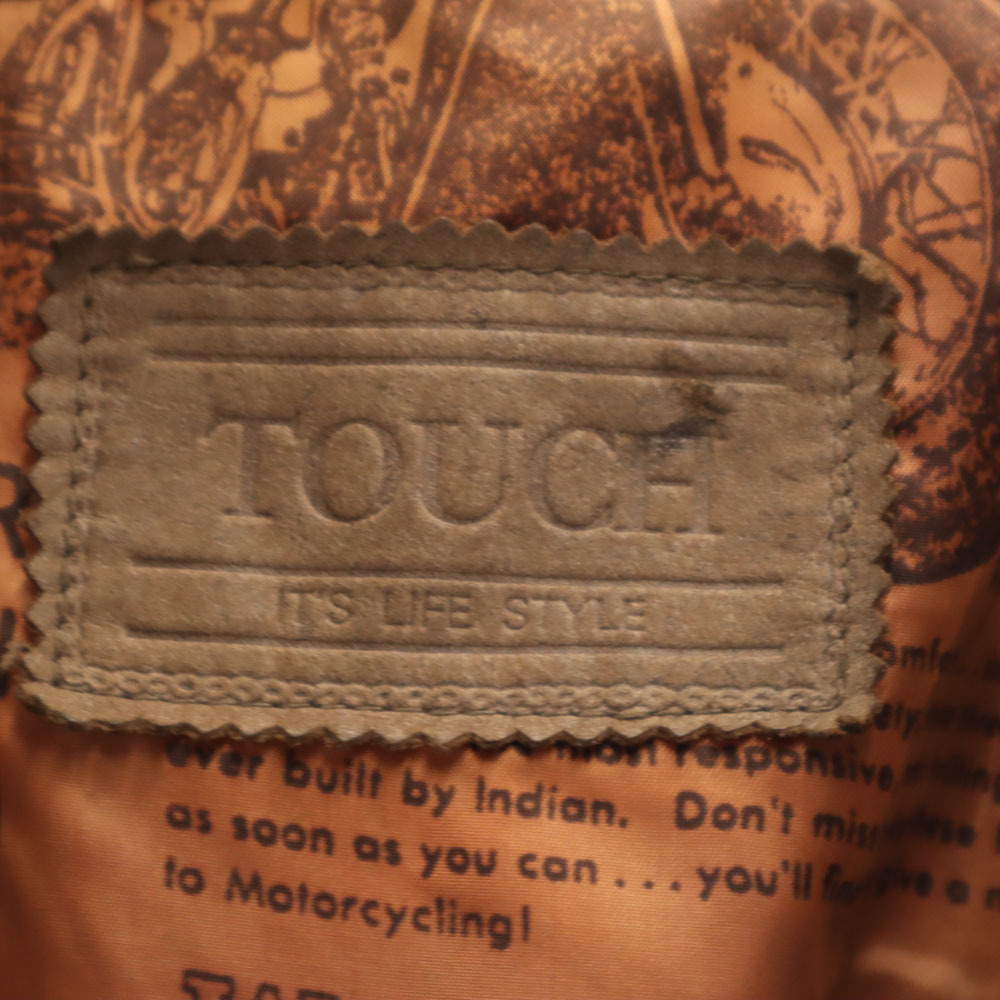 TOUCH
IT'S LIFE STYLE
most responsive
ever built by Indian. Don't miss
as soon as you can . . . you'll
to Motorcycling!